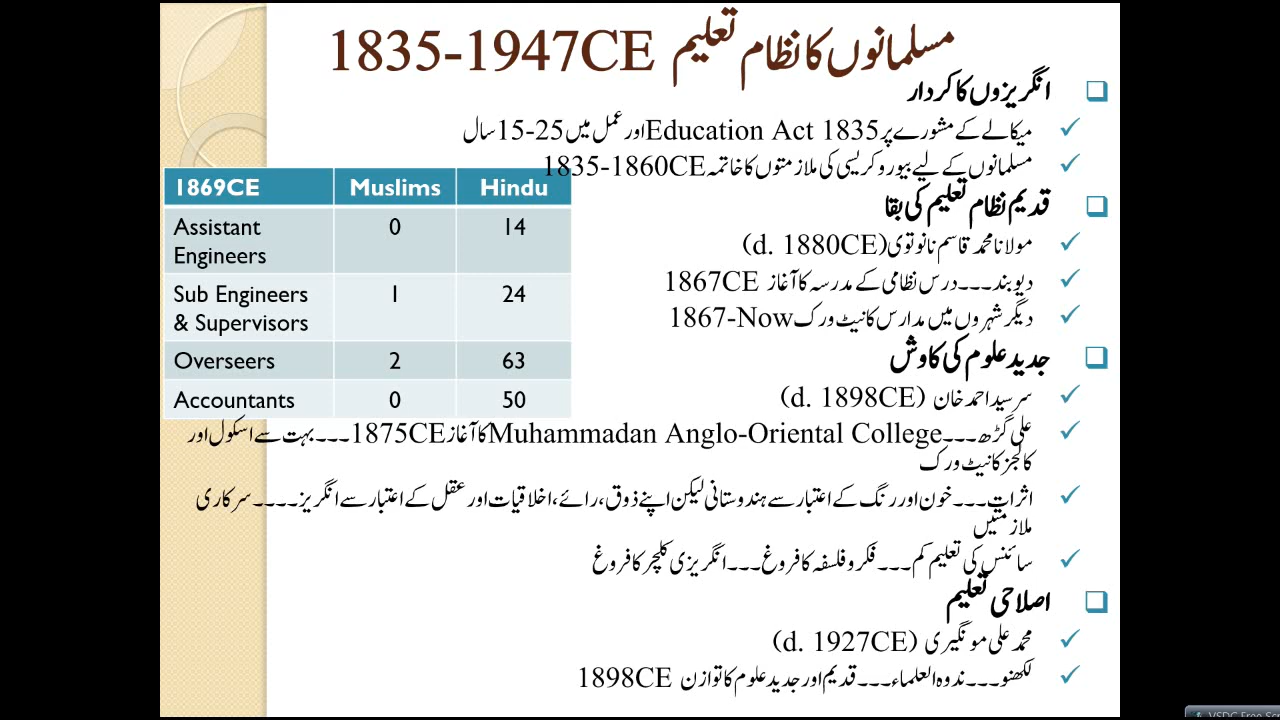 مسلمانوں کا نظام تعلیم 1835-1947CE
انگریزوں کا کردار
میکالے کے مشورے پر Education Act 1835 اور عمل میں 25-15 سال
مسلمانوں کے لیے بیوروکریسی کی ملازمتوں کا خاتمہ 1835-1860CE
قدیم نظام تعلیم کی بقا
مولانا محمد قاسم نانوتوی (d. 1880CE)
دیوبند۔۔۔درس نظامی کے مدرسہ کا آغاز 1867CE
دیگر شہروں میں مدارس کا نیٹ ورک 1867-Now
جدید علوم کی کاوش
سر سید احمد خان (d. 1898CE)
علی گڑھ۔۔۔Muhammadan Anglo-Oriental College کا آغاز 1875CE۔۔۔بہت سے اسکول اور
کالجز کا نیٹ ورک
اثرات۔۔۔خون اور رنگ کے اعتبار سے ہندوستانی لیکن اپنے ذوق، رائے، اخلاقیات اور عقل کے اعتبار سے انگریز۔۔۔۔سرکاری
ملازمتیں
سائنس کی تعلیم کم۔۔۔فکر و فلسفہ کا فروغ۔۔۔انگریزی کلچر کا فروغ
اصلاحی تعلیم
محمد علی مونگیری (d. 1927CE)
لکھنو۔۔۔ندوہ العلماء۔۔۔قدیم اور جدید علوم کا توازن 1898CE
1869CE Muslims Hindu
Assistant 0 14
Engineers
Sub Engineers 1 24
& Supervisors
Overseers 2 63
Accountants 0 50